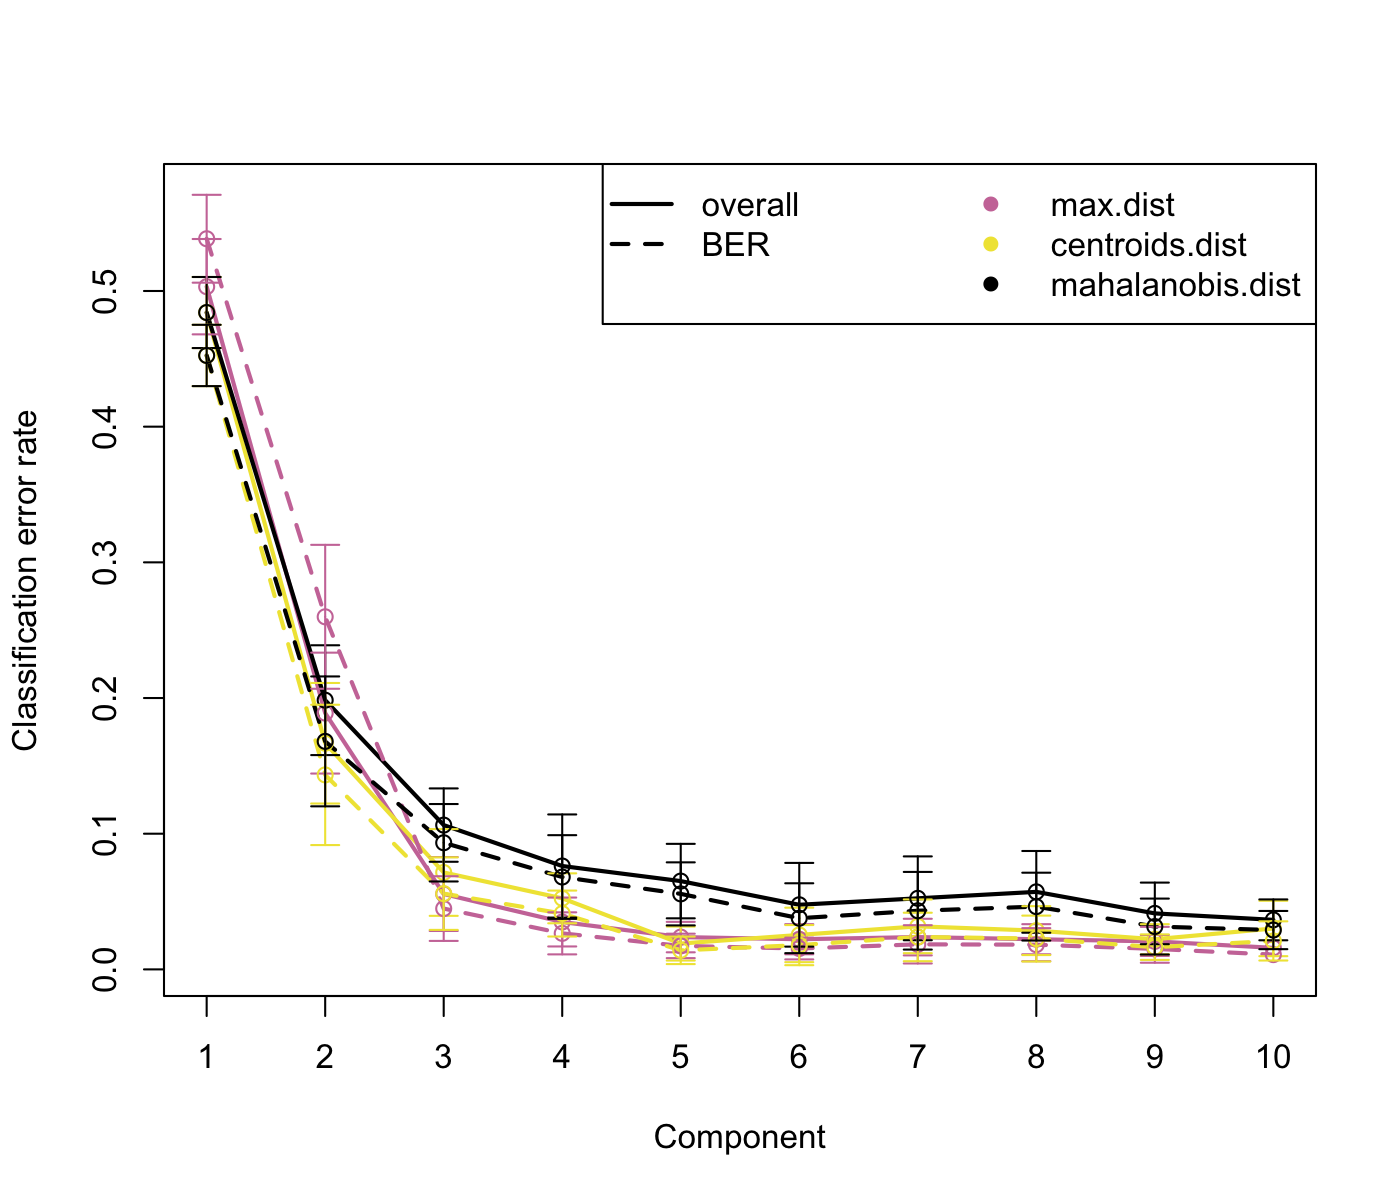 overall
BER
max.dist
centroids.dist
mahalanobis.dist
Classification error rate
0.5
0.4
0.3
0.2
0.1
0.0
1 2 3 4 5 6 7 8 9 10
Component